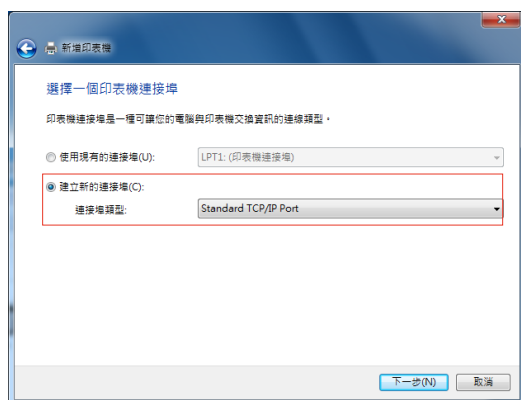 新增印表機
選擇一個印表機連接埠
印表機連接埠是一種可讓您的電腦與印表機交換資訊的連線類型。
使用現有的連接埠(U): LPT1: (印表機連接埠)
建立新的連接埠(C):
連接埠類型: Standard TCP/IP Port
下一步(N) 取消